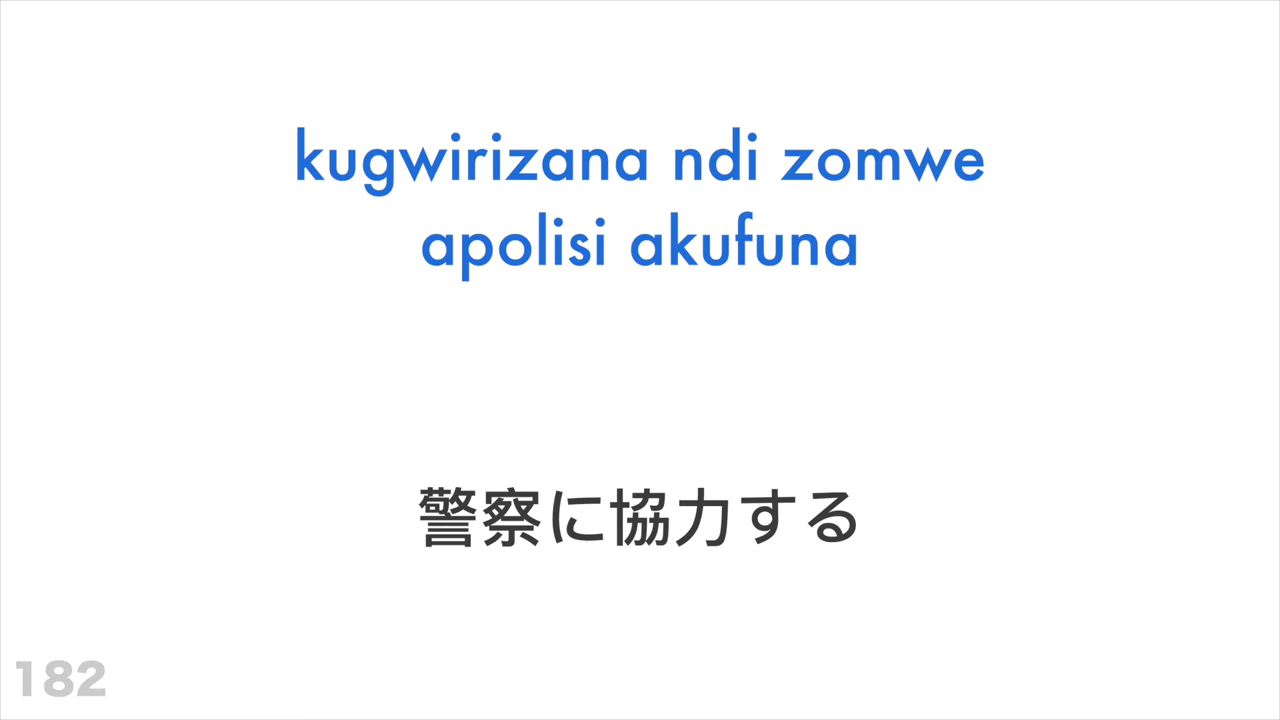 kugwirizana ndi zomwe
apolisi akufuna
警察に協力する
182